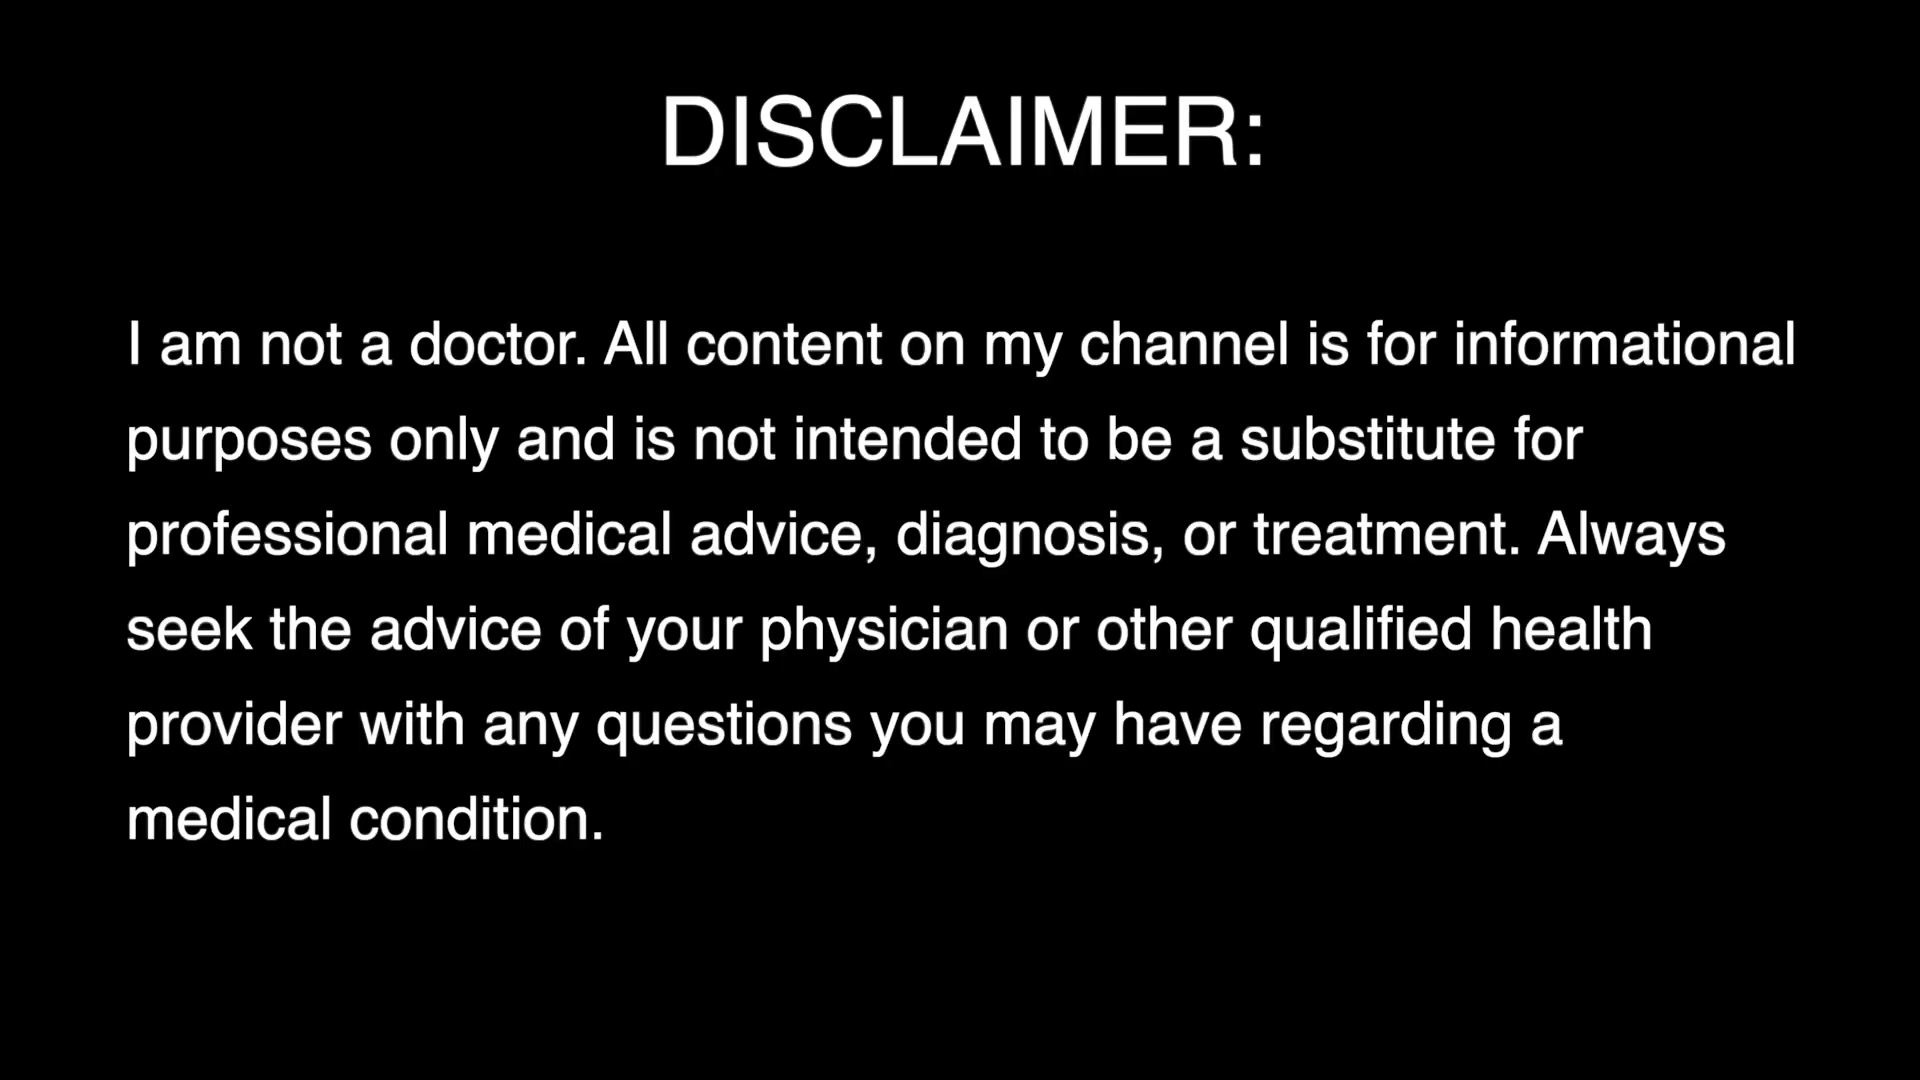 DISCLAIMER:
I am not a doctor. All content on my channel is for informational
purposes only and is not intended to be a substitute for
professional medical advice, diagnosis, or treatment. Always
seek the advice of your physician or other qualified health
provider with any questions you may have regarding a
medical condition.